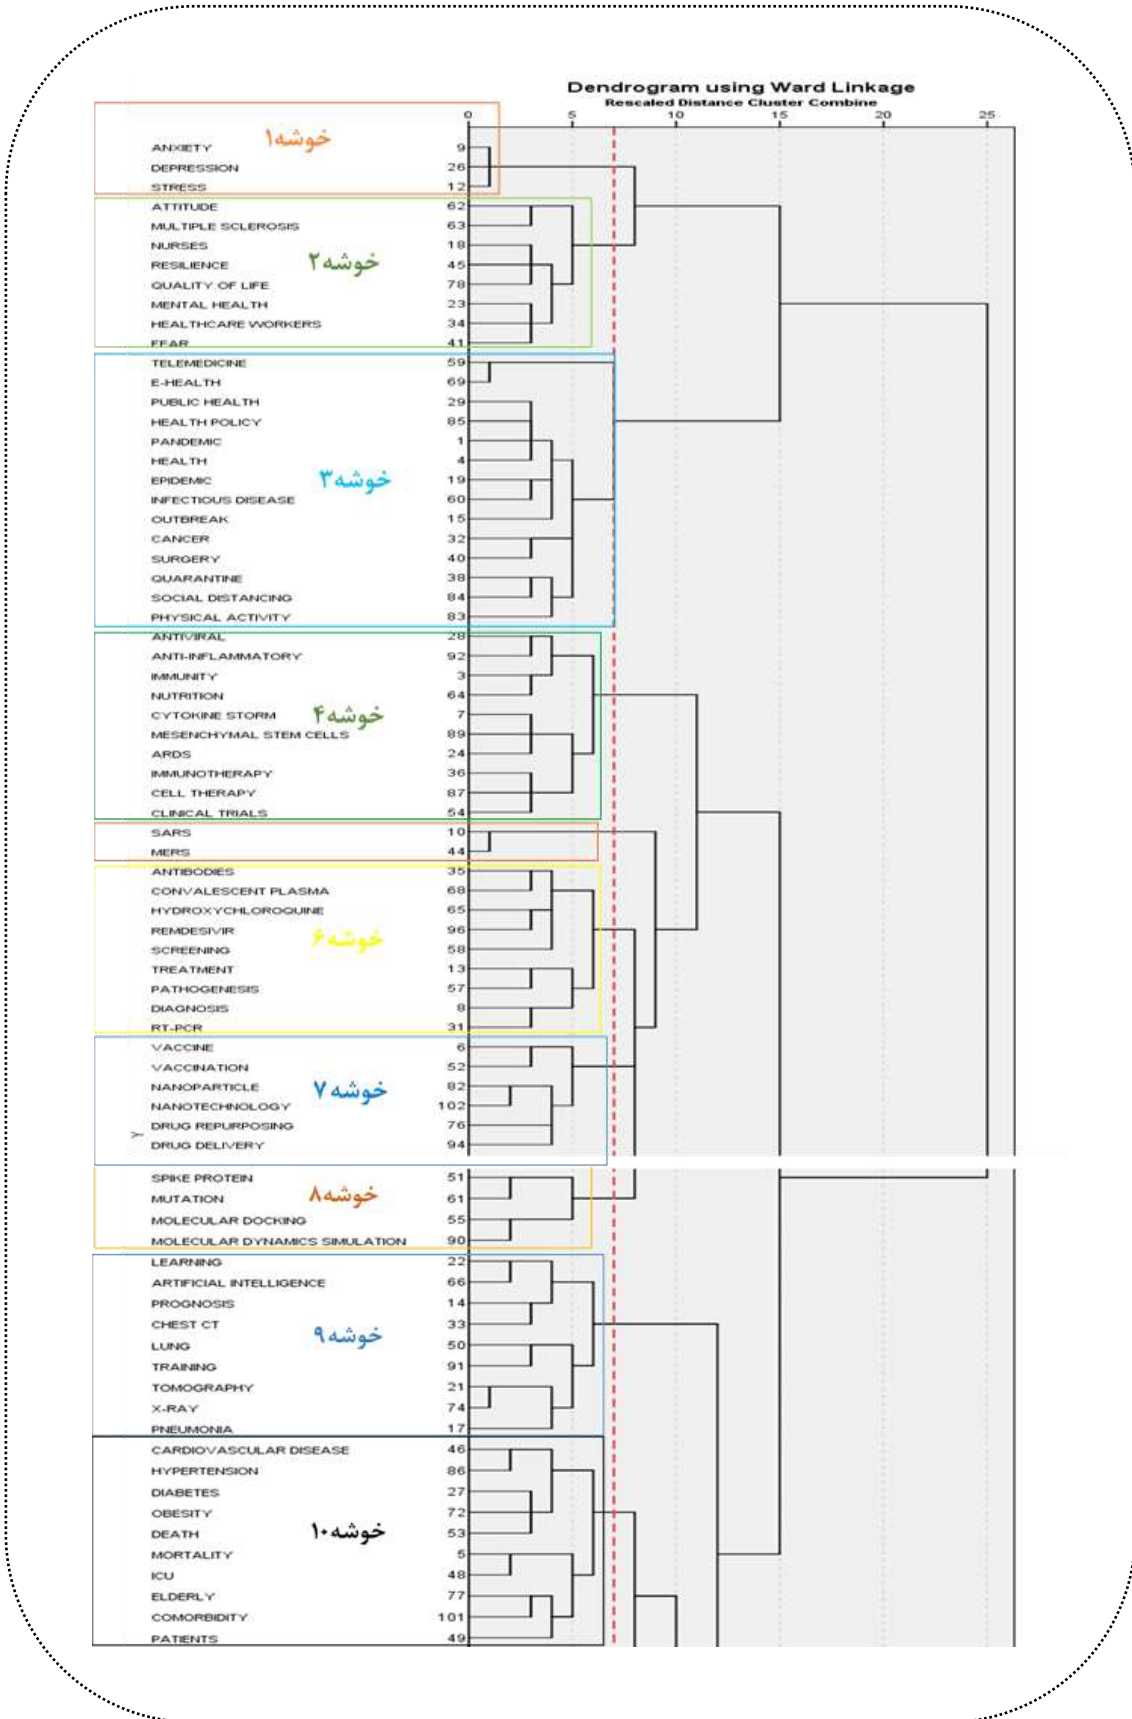 Dendrogram using Ward Linkage
Rescaled Distance Cluster Combine
0 5 10 15 20 25
خوشه۱
ANXIETY 9
DEPRESSION 26
STRESS 12
ATTITUDE 62
MULTIPLE SCLEROSIS 63
NURSES 18
خوشه۲
RESILIENCE 45
QUALITY OF LIFE 78
MENTAL HEALTH 23
HEALTHCARE WORKERS 34
FEAR 41
TELEMEDICINE 59
E-HEALTH 69
PUBLIC HEALTH 29
HEALTH POLICY 85
PANDEMIC 1
HEALTH 4
خوشه۳
EPIDEMIC 19
INFECTIOUS DISEASE 60
OUTBREAK 15
CANCER 32
SURGERY 40
QUARANTINE 38
SOCIAL DISTANCING 84
PHYSICAL ACTIVITY 83
ANTIVIRAL 28
ANTI-INFLAMMATORY 92
IMMUNITY 3
NUTRITION 64
خوشه۴
CYTOKINE STORM 7
MESENCHYMAL STEM CELLS 89
ARDS 24
IMMUNOTHERAPY 36
CELL THERAPY 87
CLINICAL TRIALS 54
SARS 10
MERS 44
ANTIBODIES 35
CONVALESCENT PLASMA 68
HYDROXYCHLOROQUINE 65
REMDESIVIR 96
خوشه۶
SCREENING 58
TREATMENT 13
PATHOGENESIS 57
DIAGNOSIS 8
RT-PCR 31
VACCINE 6
VACCINATION 52
NANOPARTICLE 82
خوشه۷
NANOTECHNOLOGY 102
DRUG REPURPOSING 76
Y
DRUG DELIVERY 94
SPIKE PROTEIN 51
خوشه۸
MUTATION 61
MOLECULAR DOCKING 55
MOLECULAR DYNAMICS SIMULATION 90
LEARNING 22
ARTIFICIAL INTELLIGENCE 66
PROGNOSIS 14
CHEST CT 33
خوشه۹
LUNG 50
TRAINING 91
TOMOGRAPHY 21
X-RAY 74
PNEUMONIA 17
CARDIOVASCULAR DISEASE 46
HYPERTENSION 86
DIABETES 27
OBESITY 72
خوشه۱۰
DEATH 53
MORTALITY 5
ICU 48
ELDERLY 77
COMORBIDITY 101
PATIENTS 49